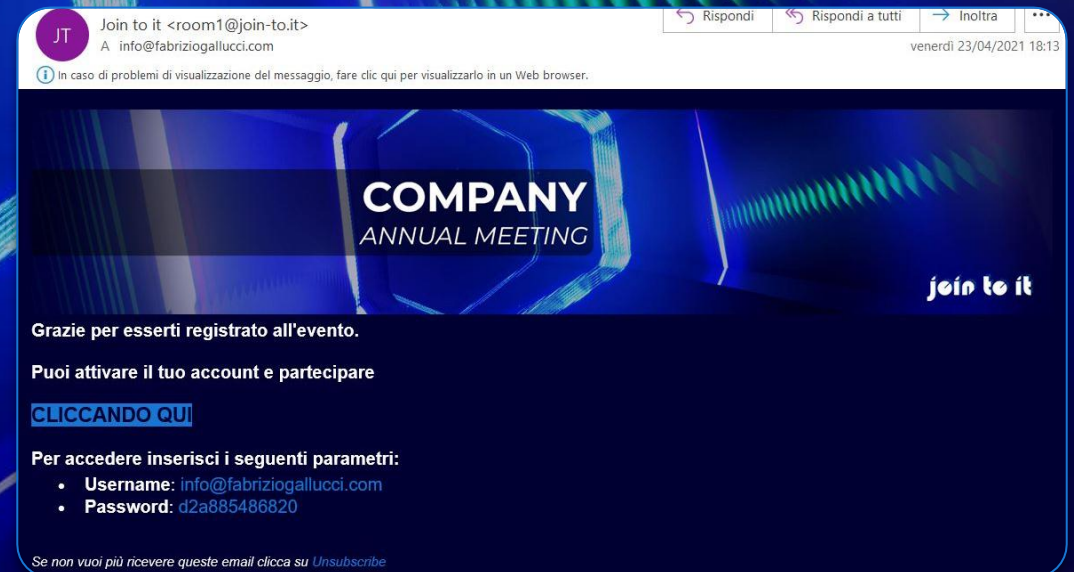 JT
Join to it <room1@join-to.it>
A info@fabriziogallucci.com
Rispondi
Rispondi a tutti
Inoltra
venerdì 23/04/2021 18:13
In caso di problemi di visualizzazione del messaggio, fare clic qui per visualizzarlo in un Web browser.
COMPANY
ANNUAL MEETING
join to it
Grazie per esserti registrato all'evento.
Puoi attivare il tuo account e partecipare
CLICCANDO QUI
Per accedere inserisci i seguenti parametri:
• Username: info@fabriziogallucci.com
• Password: d2a885486820
Se non vuoi più ricevere queste email clicca su Unsubscribe